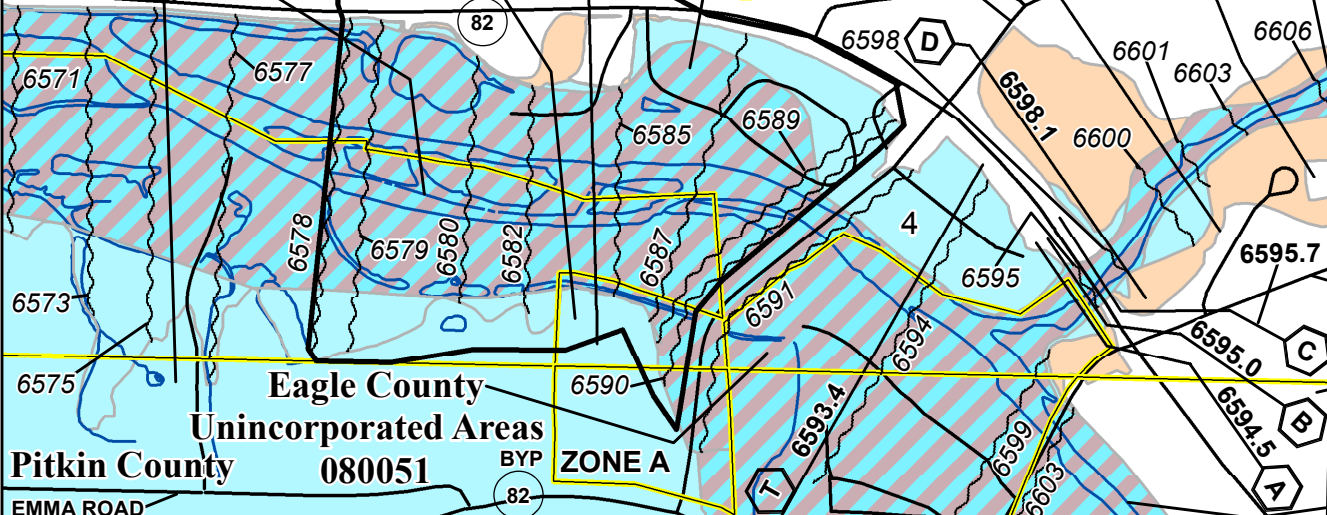 82
6598
D
6601
6606
6571
6577
6603
6598.1
6585
6589
6600
4
6578
6579
6580
6582
6587
6595
6595.7
6573
6591
6594
6595.0
C
6575
6590
Eagle County
Unincorporated Areas
080051
6593.4
6594.5
B
Pitkin County
BYP
ZONE A
6599
82
T
6603
A
EMMA ROAD